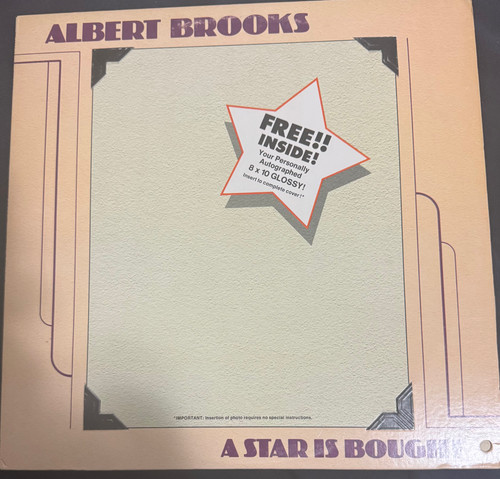 ALBERT BROOKS
FREE!!
INSIDE!
Your Personally
Autographed
8 x 10 GLOSSY!
Insert to complete cover!*
*IMPORTANT: Insertion of photo requires no special instructions.
A STAR IS BOUGHT